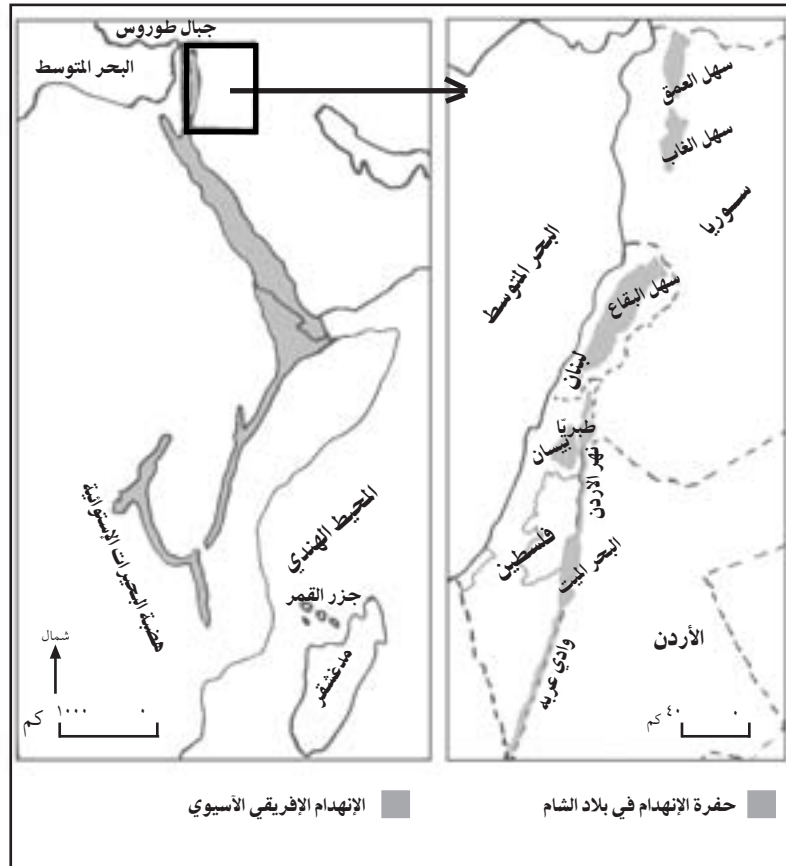 جبال طوروس
البحر المتوسط
هضبة البحيرات الإستوائية
المحيط الهندي
جزر القمر
مدغشقر
شمال
١٠٠٠ ٠ كم
سهل العمق
سهل الغاب
سوريا
البحر المتوسط
سهل البقاع
لبنان
طبريّا
بيسان
نهر الاردن
فلسطين
البحر الميت
الأردن
وادي عربه
٤٠ ٠ كم
الإنهدام الإفريقي الآسيوي
حفرة الإنهدام في بلاد الشام